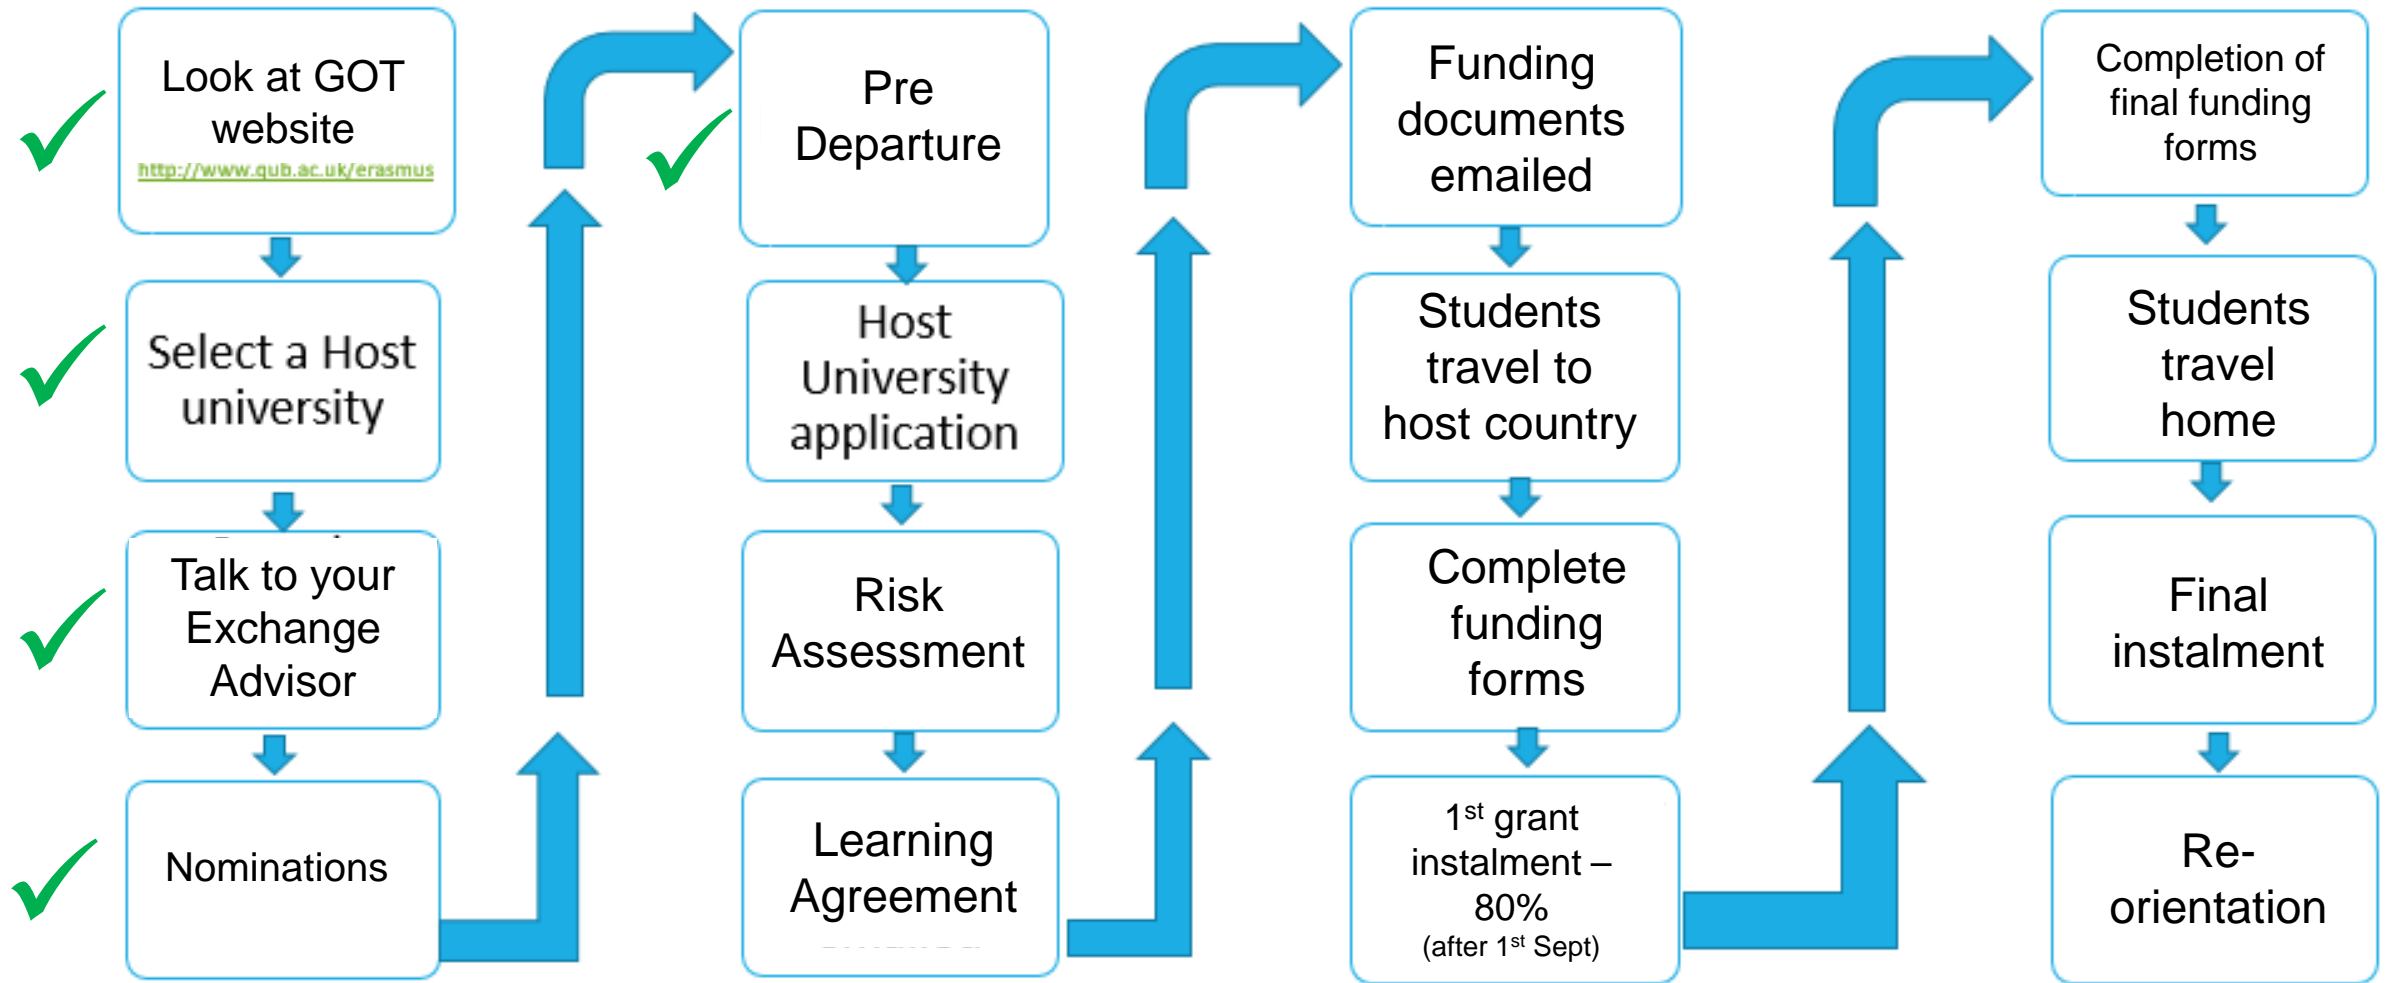 Look at GOT
website
http://www.qub.ac.uk/erasmus
Select a Host
university
Talk to your
Exchange
Advisor
Nominations
Pre
Departure
Host
University
application
Risk
Assessment
Learning
Agreement
Funding
documents
emailed
Students
travel to
host country
Complete
funding
forms
1st grant
instalment –
80%
(after 1st Sept)
Completion of
final funding
forms
Students
travel
home
Final
instalment
Re-
orientation